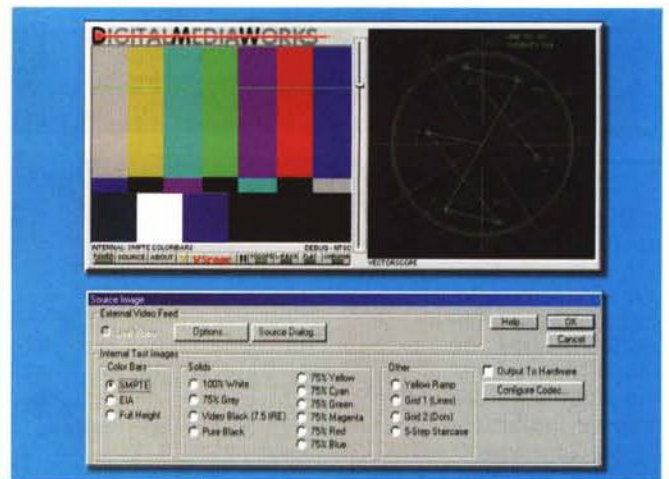 DIGITALMEDIAWORKS
INTERNAL: SMPTE COLORBARS
DEBUG - NTSC
POWER SOURCE ABOUT
VScope
VECTORSCOPE
Source Image
External Video Feed
Live Video
Options...
Source Dialog...
Help
OK
Cancel
Internal Test Images
Color Bars
SMPTE
EIA
Full Height
Solids
100% White
75% Grey
Video Black (7.5 IRE)
Pure Black
75% Yellow
75% Cyan
75% Green
75% Magenta
75% Red
75% Blue
Other
Yellow Ramp
Grid 1 (Lines)
Grid 2 (Dots)
5-Step Staircase
Output To Hardware
Configure Codec...